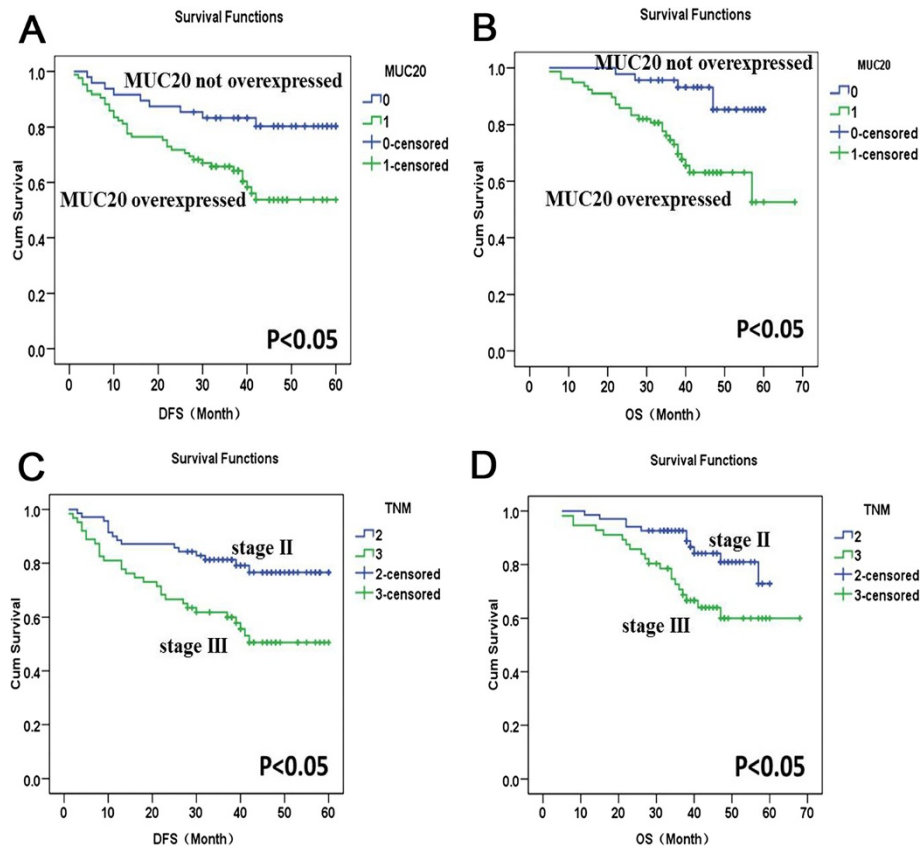 A
Survival Functions
MUC20 not overexpressed
MUC20 overexpressed
P<0.05
Cum Survival
1.0
0.8
0.6
0.4
0.2
0.0
0 10 20 30 40 50 60
DFS（Month）
MUC20
0
1
0-censored
1-censored
B
Survival Functions
MUC20 not overexpressed
MUC20 overexpressed
P<0.05
Cum Survival
1.0
0.8
0.6
0.4
0.2
0.0
0 10 20 30 40 50 60 70
OS（Month）
MUC20
0
1
0-censored
1-censored
C
Survival Functions
stage II
stage III
P<0.05
Cum Survival
1.0
0.8
0.6
0.4
0.2
0.0
0 10 20 30 40 50 60
DFS（Month）
TNM
2
3
2-censored
3-censored
D
Survival Functions
stage II
stage III
P<0.05
Cum Survival
1.0
0.8
0.6
0.4
0.2
0.0
0 10 20 30 40 50 60 70
OS（Month）
TNM
2
3
2-censored
3-censored